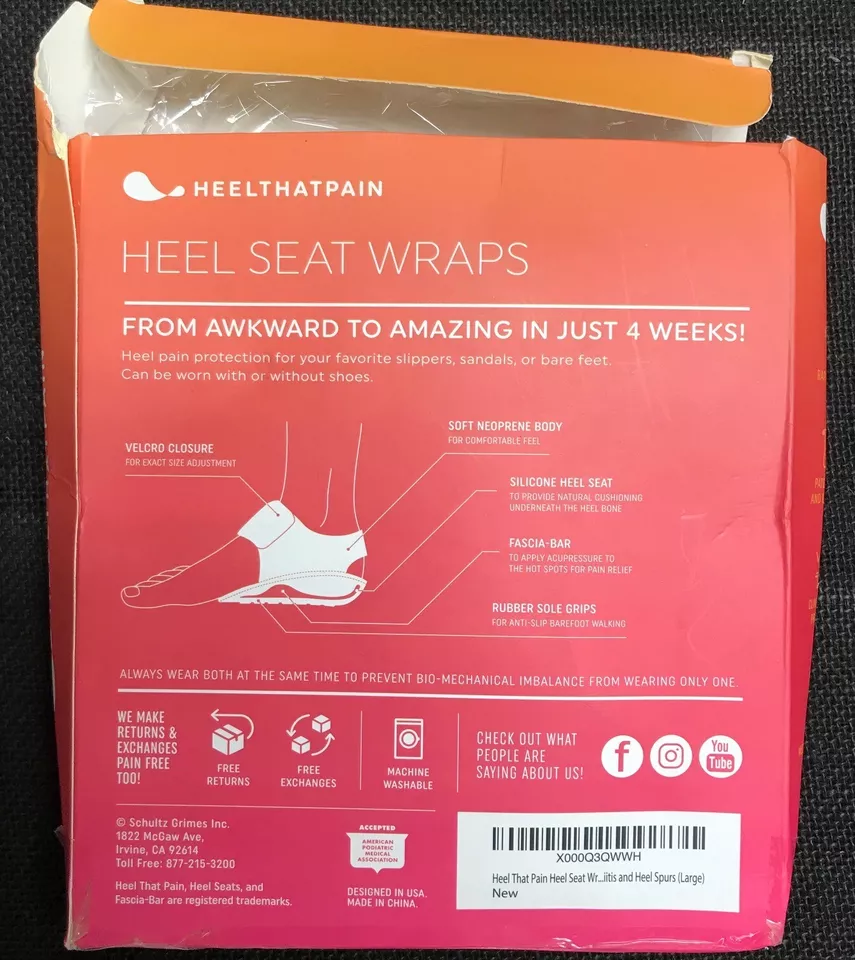 HEELTHATPAIN
HEEL SEAT WRAPS
FROM AWKWARD TO AMAZING IN JUST 4 WEEKS!
Heel pain protection for your favorite slippers, sandals, or bare feet.
Can be worn with or without shoes.
VELCRO CLOSURE
FOR EXACT SIZE ADJUSTMENT
SOFT NEOPRENE BODY
FOR COMFORTABLE FEEL
SILICONE HEEL SEAT
TO PROVIDE NATURAL CUSHIONING
UNDERNEATH THE HEEL BONE
FASCIA-BAR
TO APPLY ACUPRESSURE TO
THE HOT SPOTS FOR PAIN RELIEF
RUBBER SOLE GRIPS
FOR ANTI-SLIP BAREFOOT WALKING
ALWAYS WEAR BOTH AT THE SAME TIME TO PREVENT BIO-MECHANICAL IMBALANCE FROM WEARING ONLY ONE.
WE MAKE
RETURNS &
EXCHANGES
PAIN FREE
TOO!
FREE
RETURNS
FREE
EXCHANGES
MACHINE
WASHABLE
CHECK OUT WHAT
PEOPLE ARE
SAYING ABOUT US!
f
You
Tube
© Schultz Grimes Inc.
1822 McGaw Ave,
Irvine, CA 92614
Toll Free: 877-215-3200
Heel That Pain, Heel Seats, and
Fascia-Bar are registered trademarks.
ACCEPTED
AMERICAN
PODIATRIC
MEDICAL
ASSOCIATION
DESIGNED IN USA.
MADE IN CHINA.
X000Q3QWWH
Heel That Pain Heel Seat Wr...iitis and Heel Spurs (Large)
New